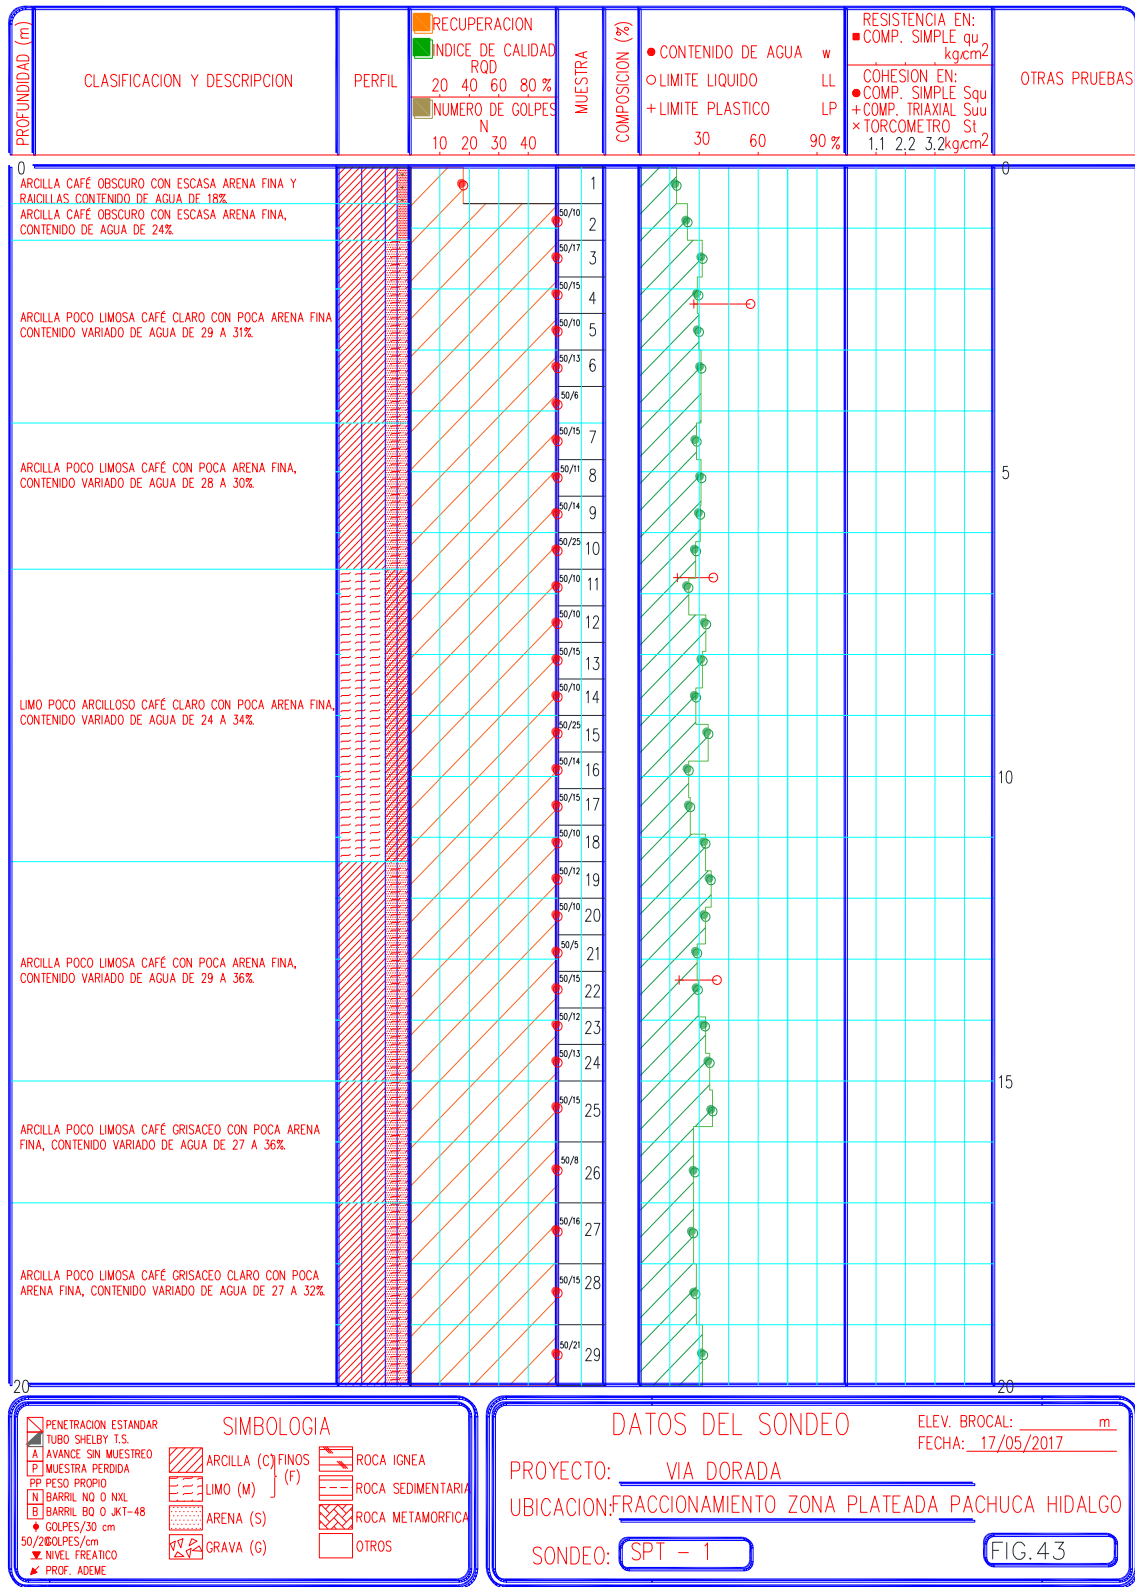 PROFUNDIDAD (m)
CLASIFICACION Y DESCRIPCION
PERFIL
RECUPERACION
INDICE DE CALIDAD
RQD
20 40 60 80 %
NUMERO DE GOLPES
N
10 20 30 40
MUESTRA
COMPOSICION (%)
CONTENIDO DE AGUA w
LIMITE LIQUIDO LL
LIMITE PLASTICO LP
30 60 90 %
RESISTENCIA EN:
COMP. SIMPLE qu
kg/cm2
COHESION EN:
COMP. SIMPLE Squ
COMP. TRIAXIAL Suu
TORCOMETRO St
1.1 2.2 3.2 kg/cm2
OTRAS PRUEBAS
0
0
ARCILLA CAFÉ OBSCURO CON ESCASA ARENA FINA Y
RAICILLAS CONTENIDO DE AGUA DE 18%.
1
ARCILLA CAFÉ OBSCURO CON ESCASA ARENA FINA,
CONTENIDO DE AGUA DE 24%.
50/10 2
50/17 3
50/15 4
ARCILLA POCO LIMOSA CAFÉ CLARO CON POCA ARENA FINA
CONTENIDO VARIADO DE AGUA DE 29 A 31%.
50/10 5
50/13 6
50/6
50/15 7
ARCILLA POCO LIMOSA CAFÉ CON POCA ARENA FINA,
CONTENIDO VARIADO DE AGUA DE 28 A 30%.
50/11 8
5
50/14 9
50/25 10
50/10 11
50/10 12
50/15 13
50/10 14
LIMO POCO ARCILLOSO CAFÉ CLARO CON POCA ARENA FINA,
CONTENIDO VARIADO DE AGUA DE 24 A 34%.
50/25 15
50/14 16
10
50/15 17
50/10 18
50/12 19
50/10 20
50/5 21
ARCILLA POCO LIMOSA CAFÉ CON POCA ARENA FINA,
CONTENIDO VARIADO DE AGUA DE 29 A 36%.
50/15 22
50/12 23
50/13 24
15
50/15 25
ARCILLA POCO LIMOSA CAFÉ GRISACEO CON POCA ARENA
FINA, CONTENIDO VARIADO DE AGUA DE 27 A 36%.
50/8 26
50/16 27
ARCILLA POCO LIMOSA CAFÉ GRISACEO CLARO CON POCA
ARENA FINA, CONTENIDO VARIADO DE AGUA DE 27 A 32%.
50/15 28
50/21 29
20
20
SIMBOLOGIA
PENETRACION ESTANDAR
TUBO SHELBY T.S.
A AVANCE SIN MUESTREO
P MUESTRA PERDIDA
PP PESO PROPIO
N BARRIL NQ O NXL
B BARRIL BQ O JKT-48
GOLPES/30 cm
GOLPES/cm
NIVEL FREATICO
PROF. ADEME
ARCILLA (C)
LIMO (M)
FINOS
(F)
ARENA (S)
GRAVA (G)
ROCA IGNEA
ROCA SEDIMENTARIA
ROCA METAMORFICA
OTROS
DATOS DEL SONDEO
ELEV. BROCAL: m
FECHA: 17/05/2017
PROYECTO: VIA DORADA
UBICACION: FRACCIONAMIENTO ZONA PLATEADA PACHUCA HIDALGO
SONDEO: SPT - 1
FIG.43